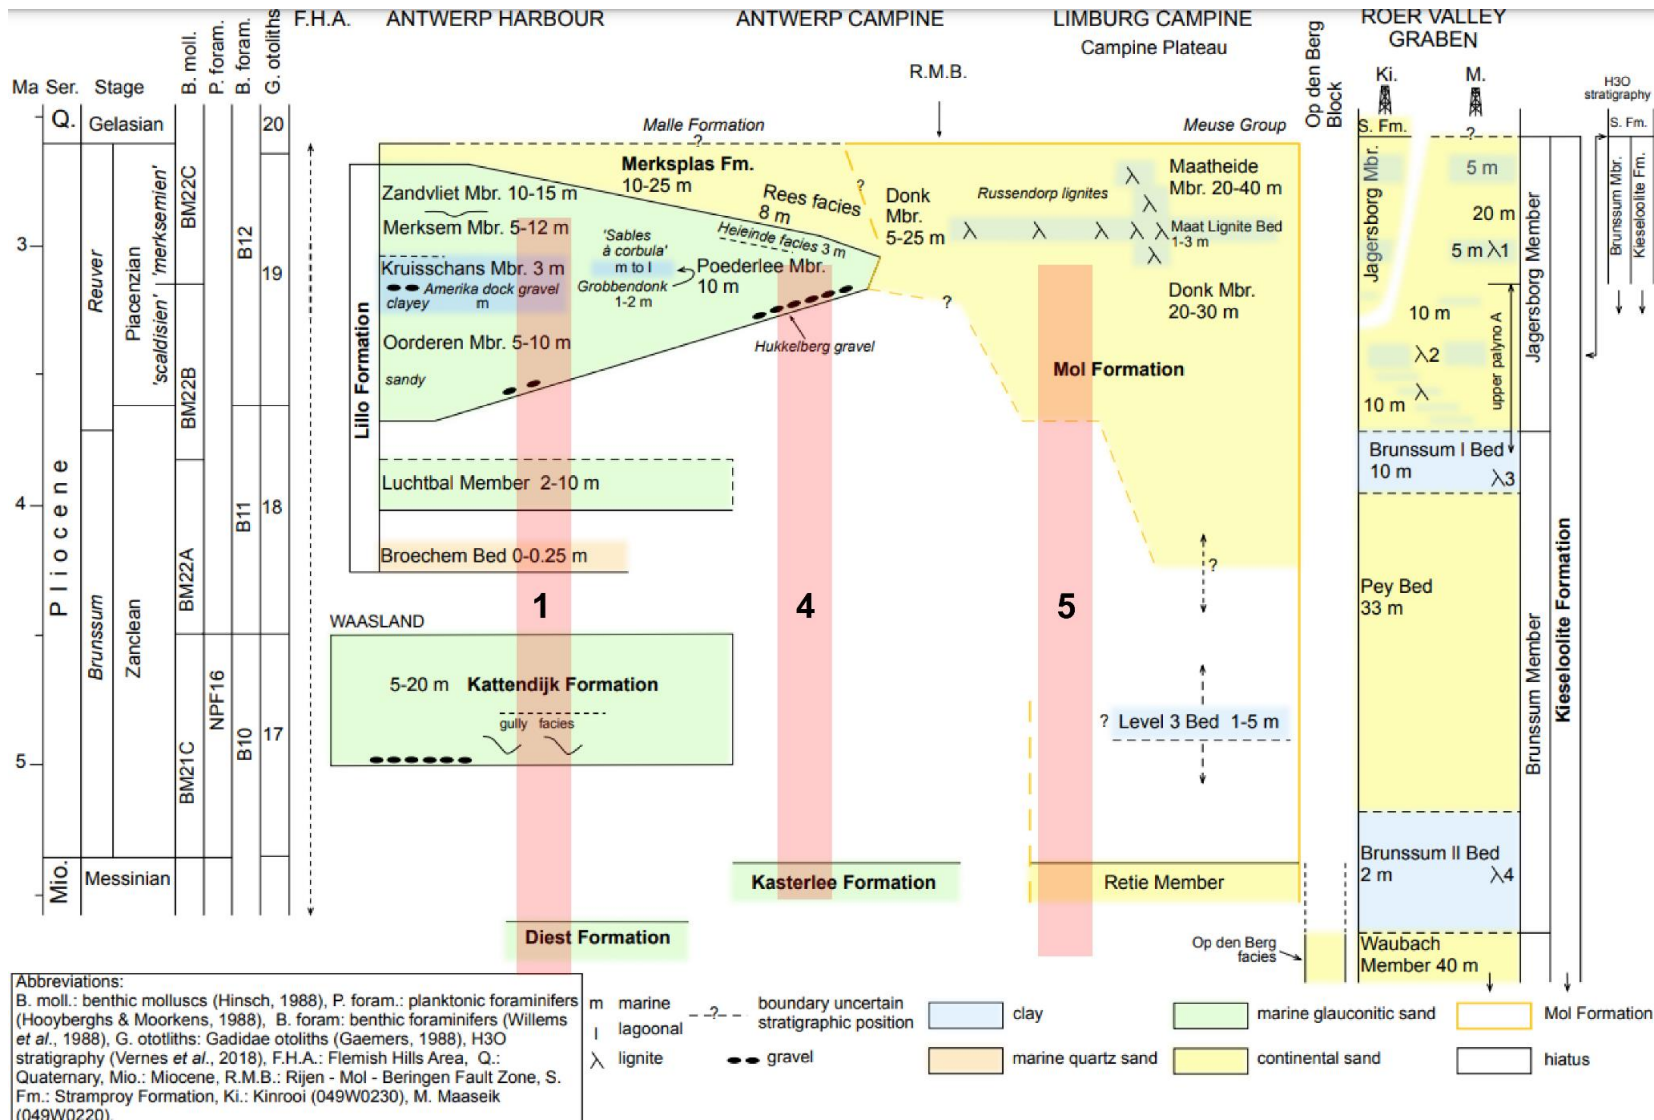 F.H.A. ANTWERP HARBOUR ANTWERP CAMPINE LIMBURG CAMPINE ROER VALLEY
GRABEN
Campine Plateau
Op den Berg
Block
R.M.B.
Ki. M.
H3O
stratigraphy
Ma Ser. Stage B. moll. P. foram. B. foram. G. otoliths
Q. Gelasian 20
Malle Formation
?
Meuse Group
S. Fm. ? S. Fm.
Reuver
Piacenzian
'merksemien'
'scaldisien'
BM22C
BM22B
BM22A
BM21C
NPF16
B12
B11
B10
19
18
17
3
4
5
Pliocene
Brunssum
Zanclean
Mio. Messinian
Lillo Formation
Merksplas Fm.
10-25 m
Rees facies
8 m
?
Zandvliet Mbr. 10-15 m
Merksem Mbr. 5-12 m
Kruisschans Mbr. 3 m
Amerika dock gravel
clayey m
Oorderen Mbr. 5-10 m
sandy
'Sables
à corbula'
m to l
Grobbendonk
1-2 m
Heieinde facies 3 m
Poederlee Mbr.
10 m
Hukkelberg gravel
Donk
Mbr.
5-25 m
?
Russendorp lignites
Maatheide
Mbr. 20-40 m
Maat Lignite Bed
1-3 m
Donk Mbr.
20-30 m
Mol Formation
?
Luchtbal Member 2-10 m
Broechem Bed 0-0.25 m
1
4
5
WAASLAND
5-20 m Kattendijk Formation
gully facies
? Level 3 Bed 1-5 m
Kasterlee Formation
Retie Member
Diest Formation
Op den Berg
facies
Jagersborg Mbr.
5 m
20 m
5 m λ1
10 m
λ2
10 m
upper palyno A
Jagersborg Member
Brunssum Mbr.
Kieseloolite Fm.
Brunssum I Bed
10 m
λ3
Pey Bed
33 m
Brunssum Member
Kieseloolite Formation
Brunssum II Bed
2 m λ4
Waubach
Member 40 m
Abbreviations:
B. moll.: benthic molluscs (Hinsch, 1988), P. foram.: planktonic foraminifers
(Hooyberghs & Moorkens, 1988), B. foram: benthic foraminifers (Willems
et al., 1988), G. ototliths: Gadidae otoliths (Gaemers, 1988), H3O
stratigraphy (Vernes et al., 2018), F.H.A.: Flemish Hills Area, Q.:
Quaternary, Mio.: Miocene, R.M.B.: Rijen - Mol - Beringen Fault Zone, S.
Fm.: Stramproy Formation, Ki.: Kinrooi (049W0230), M. Maaseik
(049W0220).
m marine
l lagoonal
λ lignite
? boundary uncertain
stratigraphic position
gravel
clay
marine quartz sand
marine glauconitic sand
continental sand
Mol Formation
hiatus